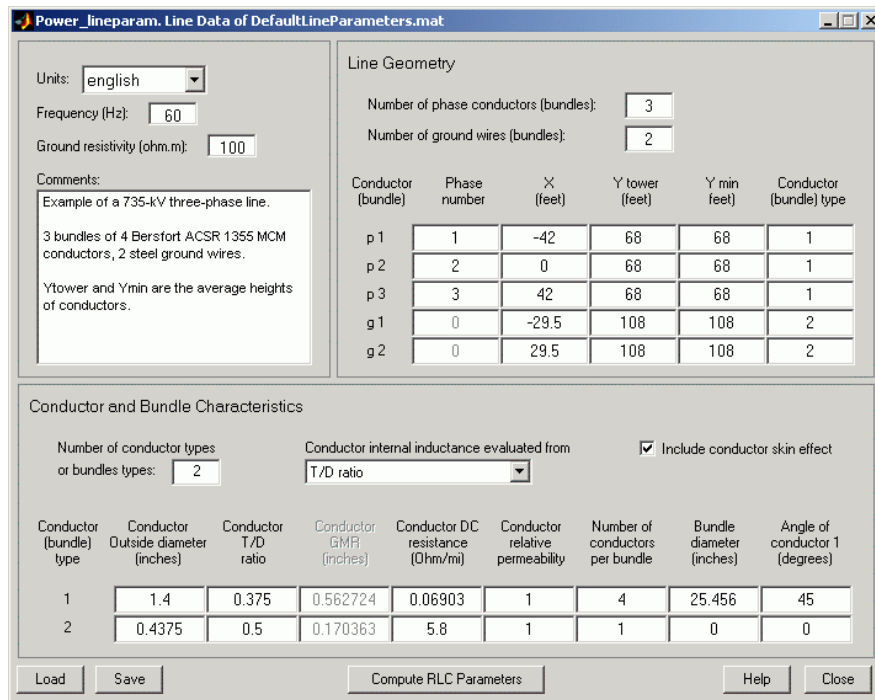 Power_lineparam. Line Data of DefaultLineParameters.mat
Units: english
Frequency (Hz): 60
Ground resistivity (ohm.m): 100
Comments:
Example of a 735-kV three-phase line.
3 bundles of 4 Bersfort ACSR 1355 MCM
conductors, 2 steel ground wires.
Ytower and Ymin are the average heights
of conductors.
Line Geometry
Number of phase conductors (bundles): 3
Number of ground wires (bundles): 2
Conductor Phase X Y tower Y min Conductor
(bundle) number (feet) (feet) feet) (bundle) type
p 1 1 -42 68 68 1
p 2 2 0 68 68 1
p 3 3 42 68 68 1
g 1 0 -29.5 108 108 2
g 2 0 29.5 108 108 2
Conductor and Bundle Characteristics
Number of conductor types
or bundles types: 2
Conductor internal inductance evaluated from
T/D ratio
Include conductor skin effect
Conductor Conductor Conductor Conductor Conductor DC Conductor Number of Bundle Angle of
(bundle) Outside diameter T/D GMR resistance relative conductors diameter conductor 1
type (inches) ratio (inches) (Ohm/mi) permeability per bundle (inches) (degrees)
1 1.4 0.375 0.562724 0.06903 1 4 25.456 45
2 0.4375 0.5 0.170363 5.8 1 1 0 0
Load Save Compute RLC Parameters Help Close